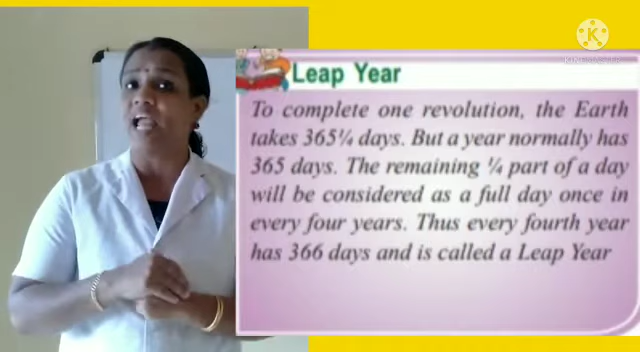 Leap Year
To complete one revolution, the Earth
takes 365¼ days. But a year normally has
365 days. The remaining ¼ part of a day
will be considered as a full day once in
every four years. Thus every fourth year
has 366 days and is called a Leap Year